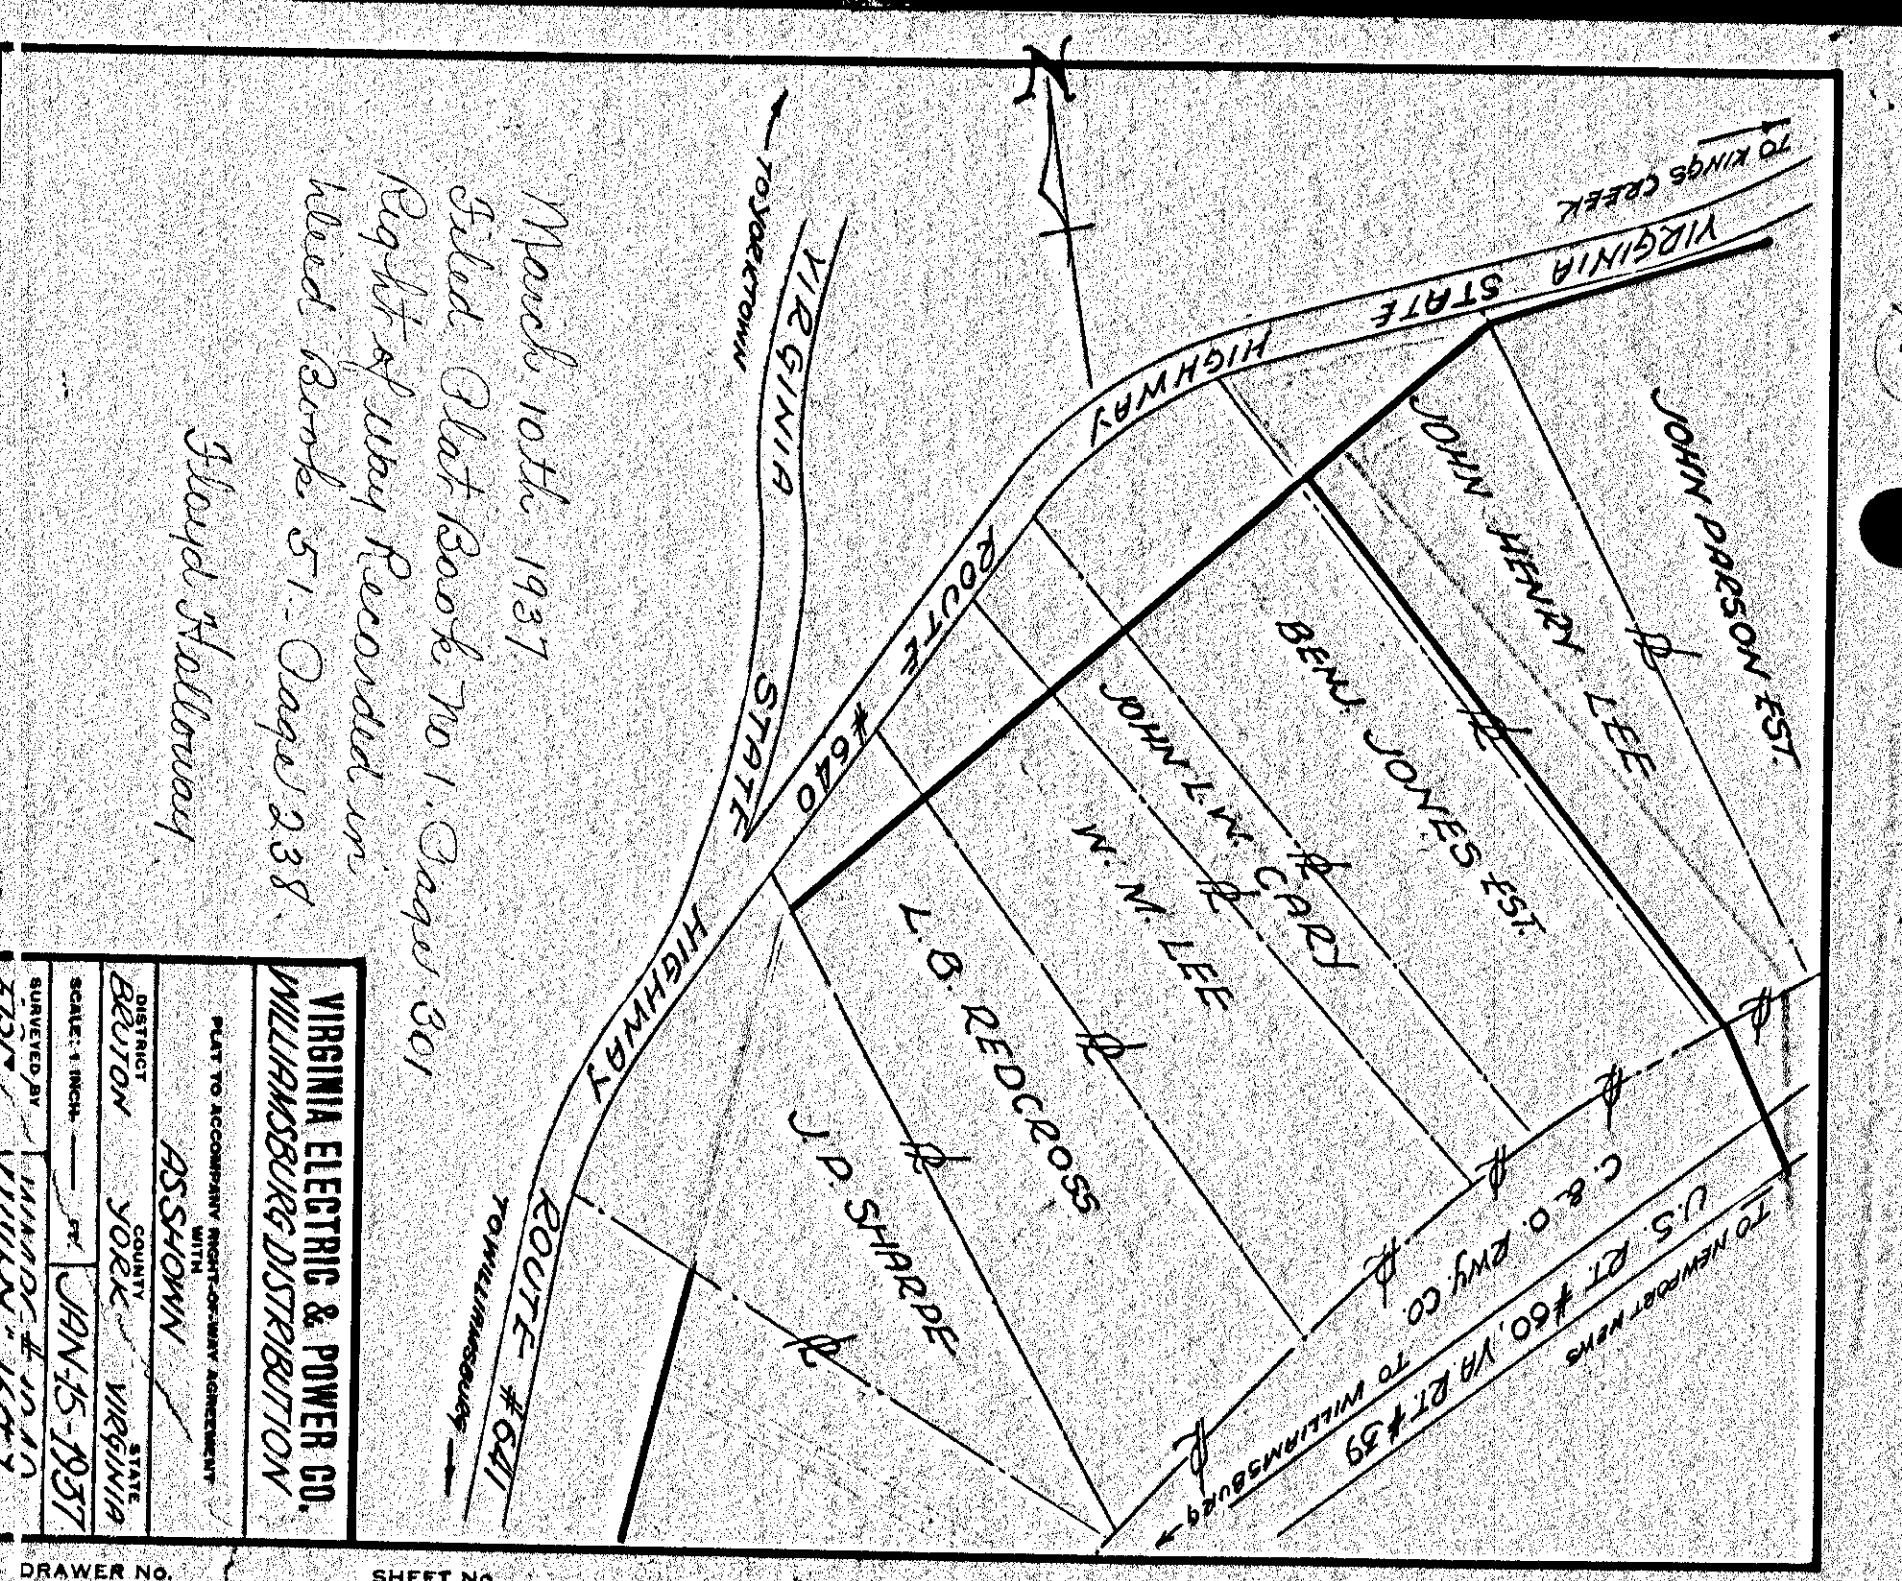 TO KINGS CREEK
VIRGINIA STATE HIGHWAY ROUTE #640
N
TO YORKTOWN
VIRGINIA STATE HIGHWAY ROUTE #641
TO WILLIAMSBURG
JOHN PARSON EST.
JOHN HENRY LEE
BENJ. JONES EST.
JOHN L. W. CARY
W. M. LEE
L. B. REDCROSS
J. P. SHARPE
C. & O. RWY. CO.
TO WILLIAMSBURG
U.S. RT. #60, VA. RT. #39
TO NEWPORT NEWS
March 10th 1937
Filed Plat Book No 1. Page 301
Right of way Recorded in
Deed Book 51 - Page 238
Floyd Holloway
VIRGINIA ELECTRIC & POWER CO.
WILLIAMSBURG DISTRIBUTION
PLAT TO ACCOMPANY RIGHT-OF-WAY AGREEMENT
WITH
AS SHOWN
DISTRICT COUNTY STATE
BRUTON YORK VIRGINIA
SCALE: 1 INCH FT. JAN-15-1937
SURVEYED BY
DRAWER NO.
SHEET NO